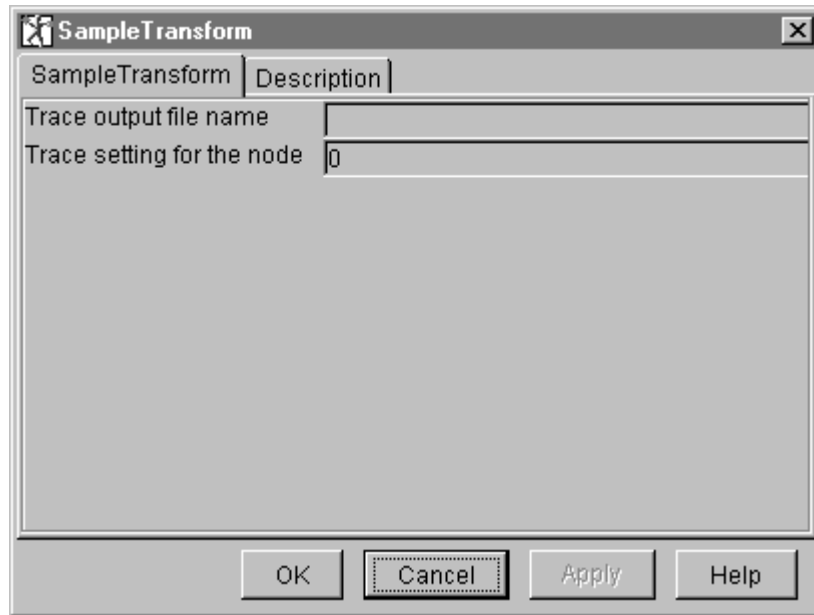 SampleTransform
SampleTransform Description
Trace output file name
Trace setting for the node 0
OK Cancel Apply Help